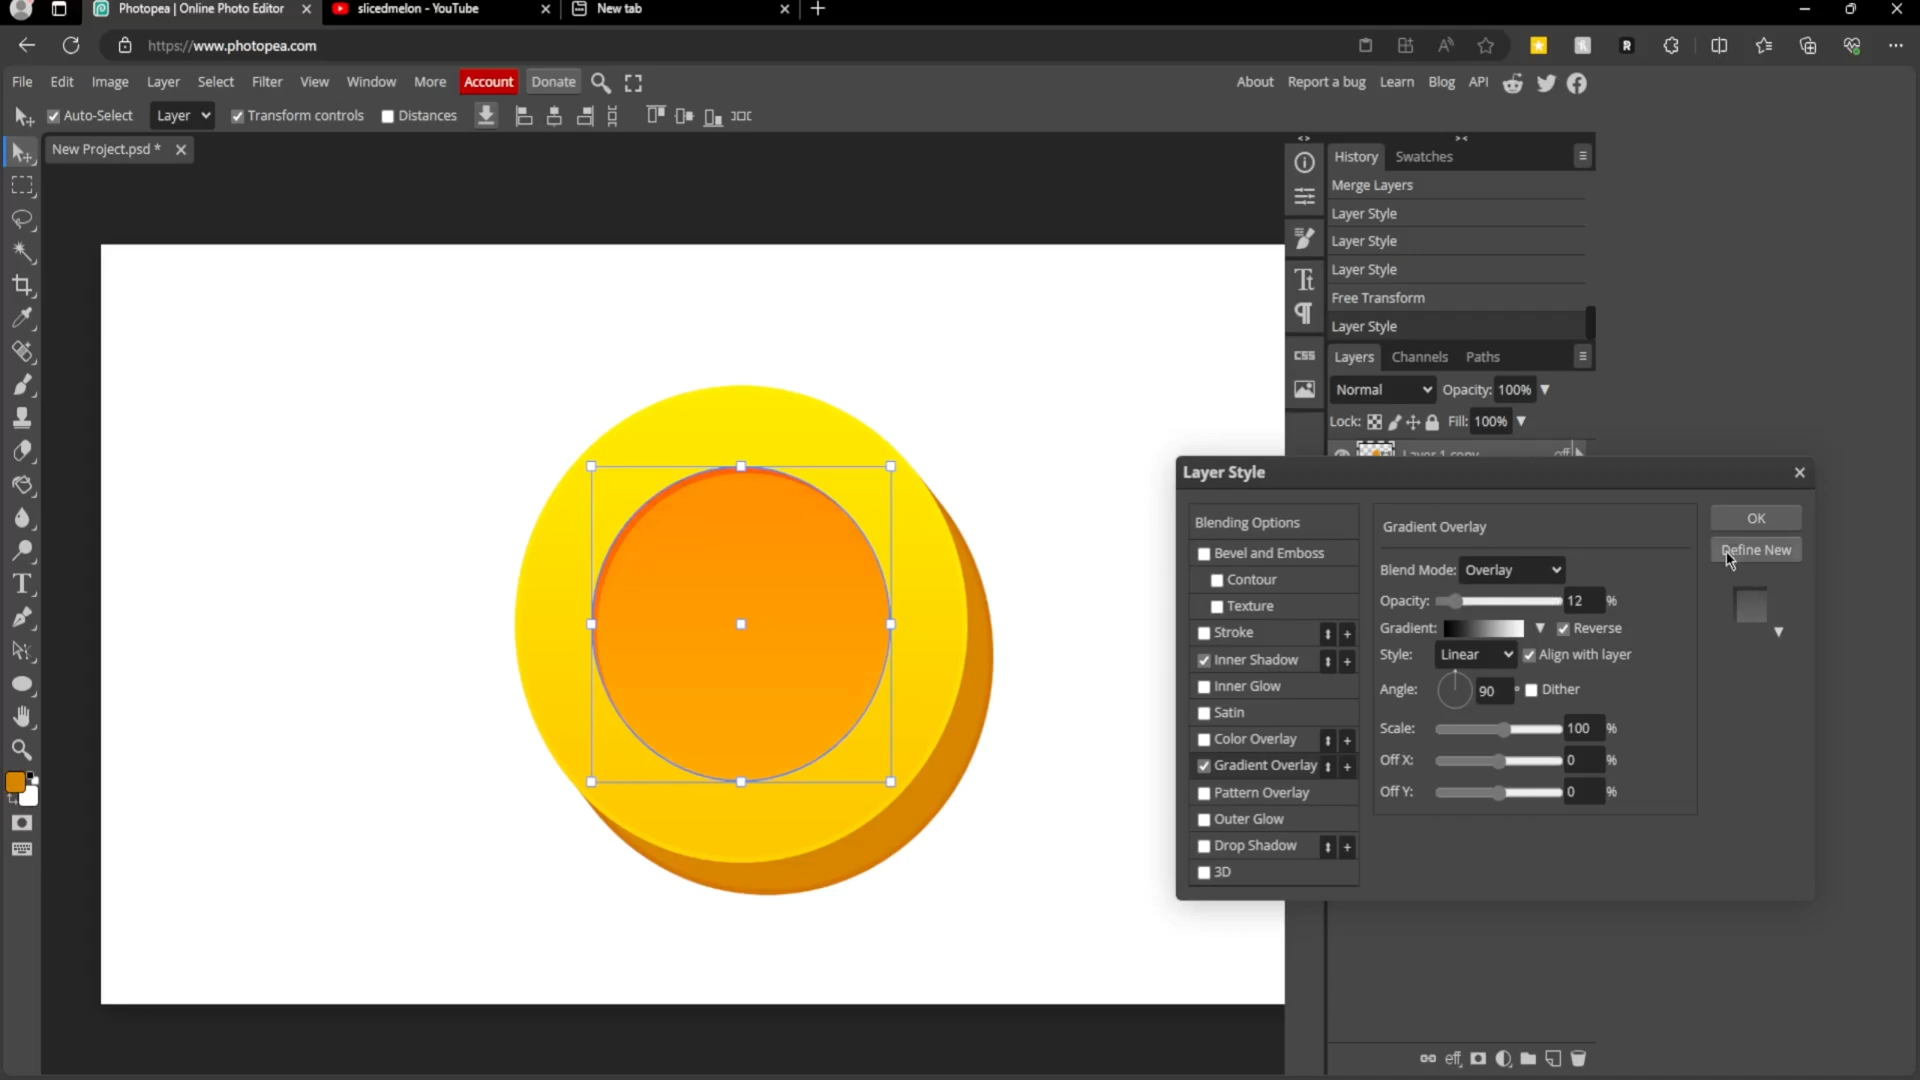 Photopea | Online Photo Editor
slicedmelon - YouTube
New tab
https://www.photopea.com
File Edit Image Layer Select Filter View Window More Account Donate
About Report a bug Learn Blog API
Auto-Select Layer Transform controls Distances
New Project.psd *
History Swatches
Merge Layers
Layer Style
Layer Style
Layer Style
Free Transform
Layer Style
CSS
Layers Channels Paths
Normal Opacity: 100%
Lock: Fill: 100%
Layer 1 copy eff
Layer Style
Blending Options
Bevel and Emboss
Contour
Texture
Stroke
Inner Shadow
Inner Glow
Satin
Color Overlay
Gradient Overlay
Pattern Overlay
Outer Glow
Drop Shadow
3D
Gradient Overlay
Blend Mode: Overlay
Opacity: 12 %
Gradient: Reverse
Style: Linear Align with layer
Angle: 90 ° Dither
Scale: 100 %
Off X: 0 %
Off Y: 0 %
OK
Define New
eff